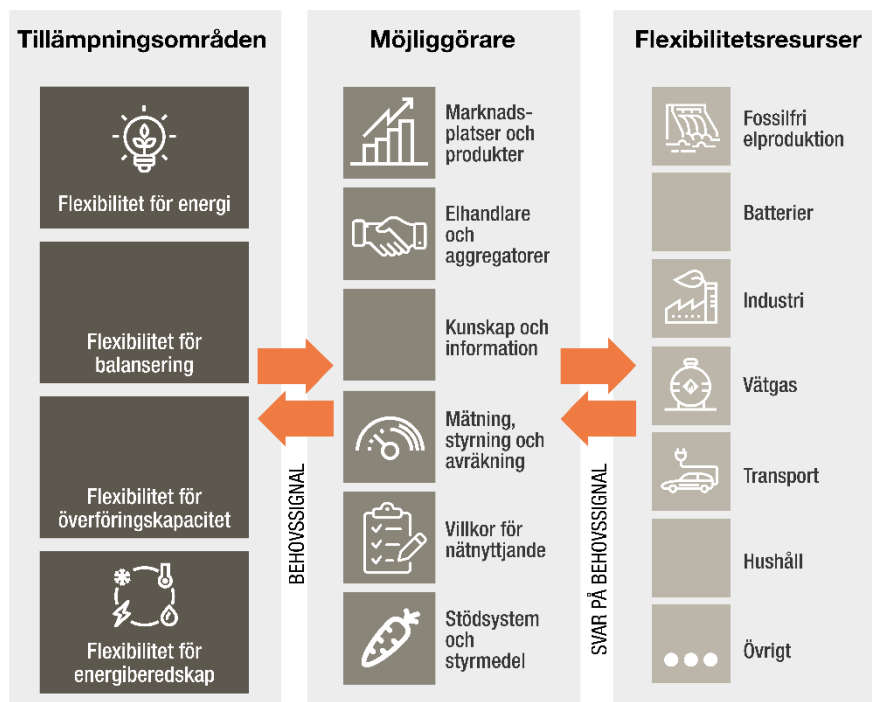 Tillämpningsområden
Flexibilitet för energi
Flexibilitet för
balansering
Flexibilitet för
överföringskapacitet
Flexibilitet för
energiberedskap
BEHOVSSIGNAL
Möjliggörare
Marknads-
platser och
produkter
Elhandlare
och
aggregatorer
Kunskap och
information
Mätning,
styrning och
avräkning
Villkor för
nätnyttjande
Stödsystem
och
styrmedel
SVAR PÅ BEHOVSSIGNAL
Flexibilitetsresurser
Fossilfri
elproduktion
Batterier
Industri
Vätgas
Transport
Hushåll
Övrigt